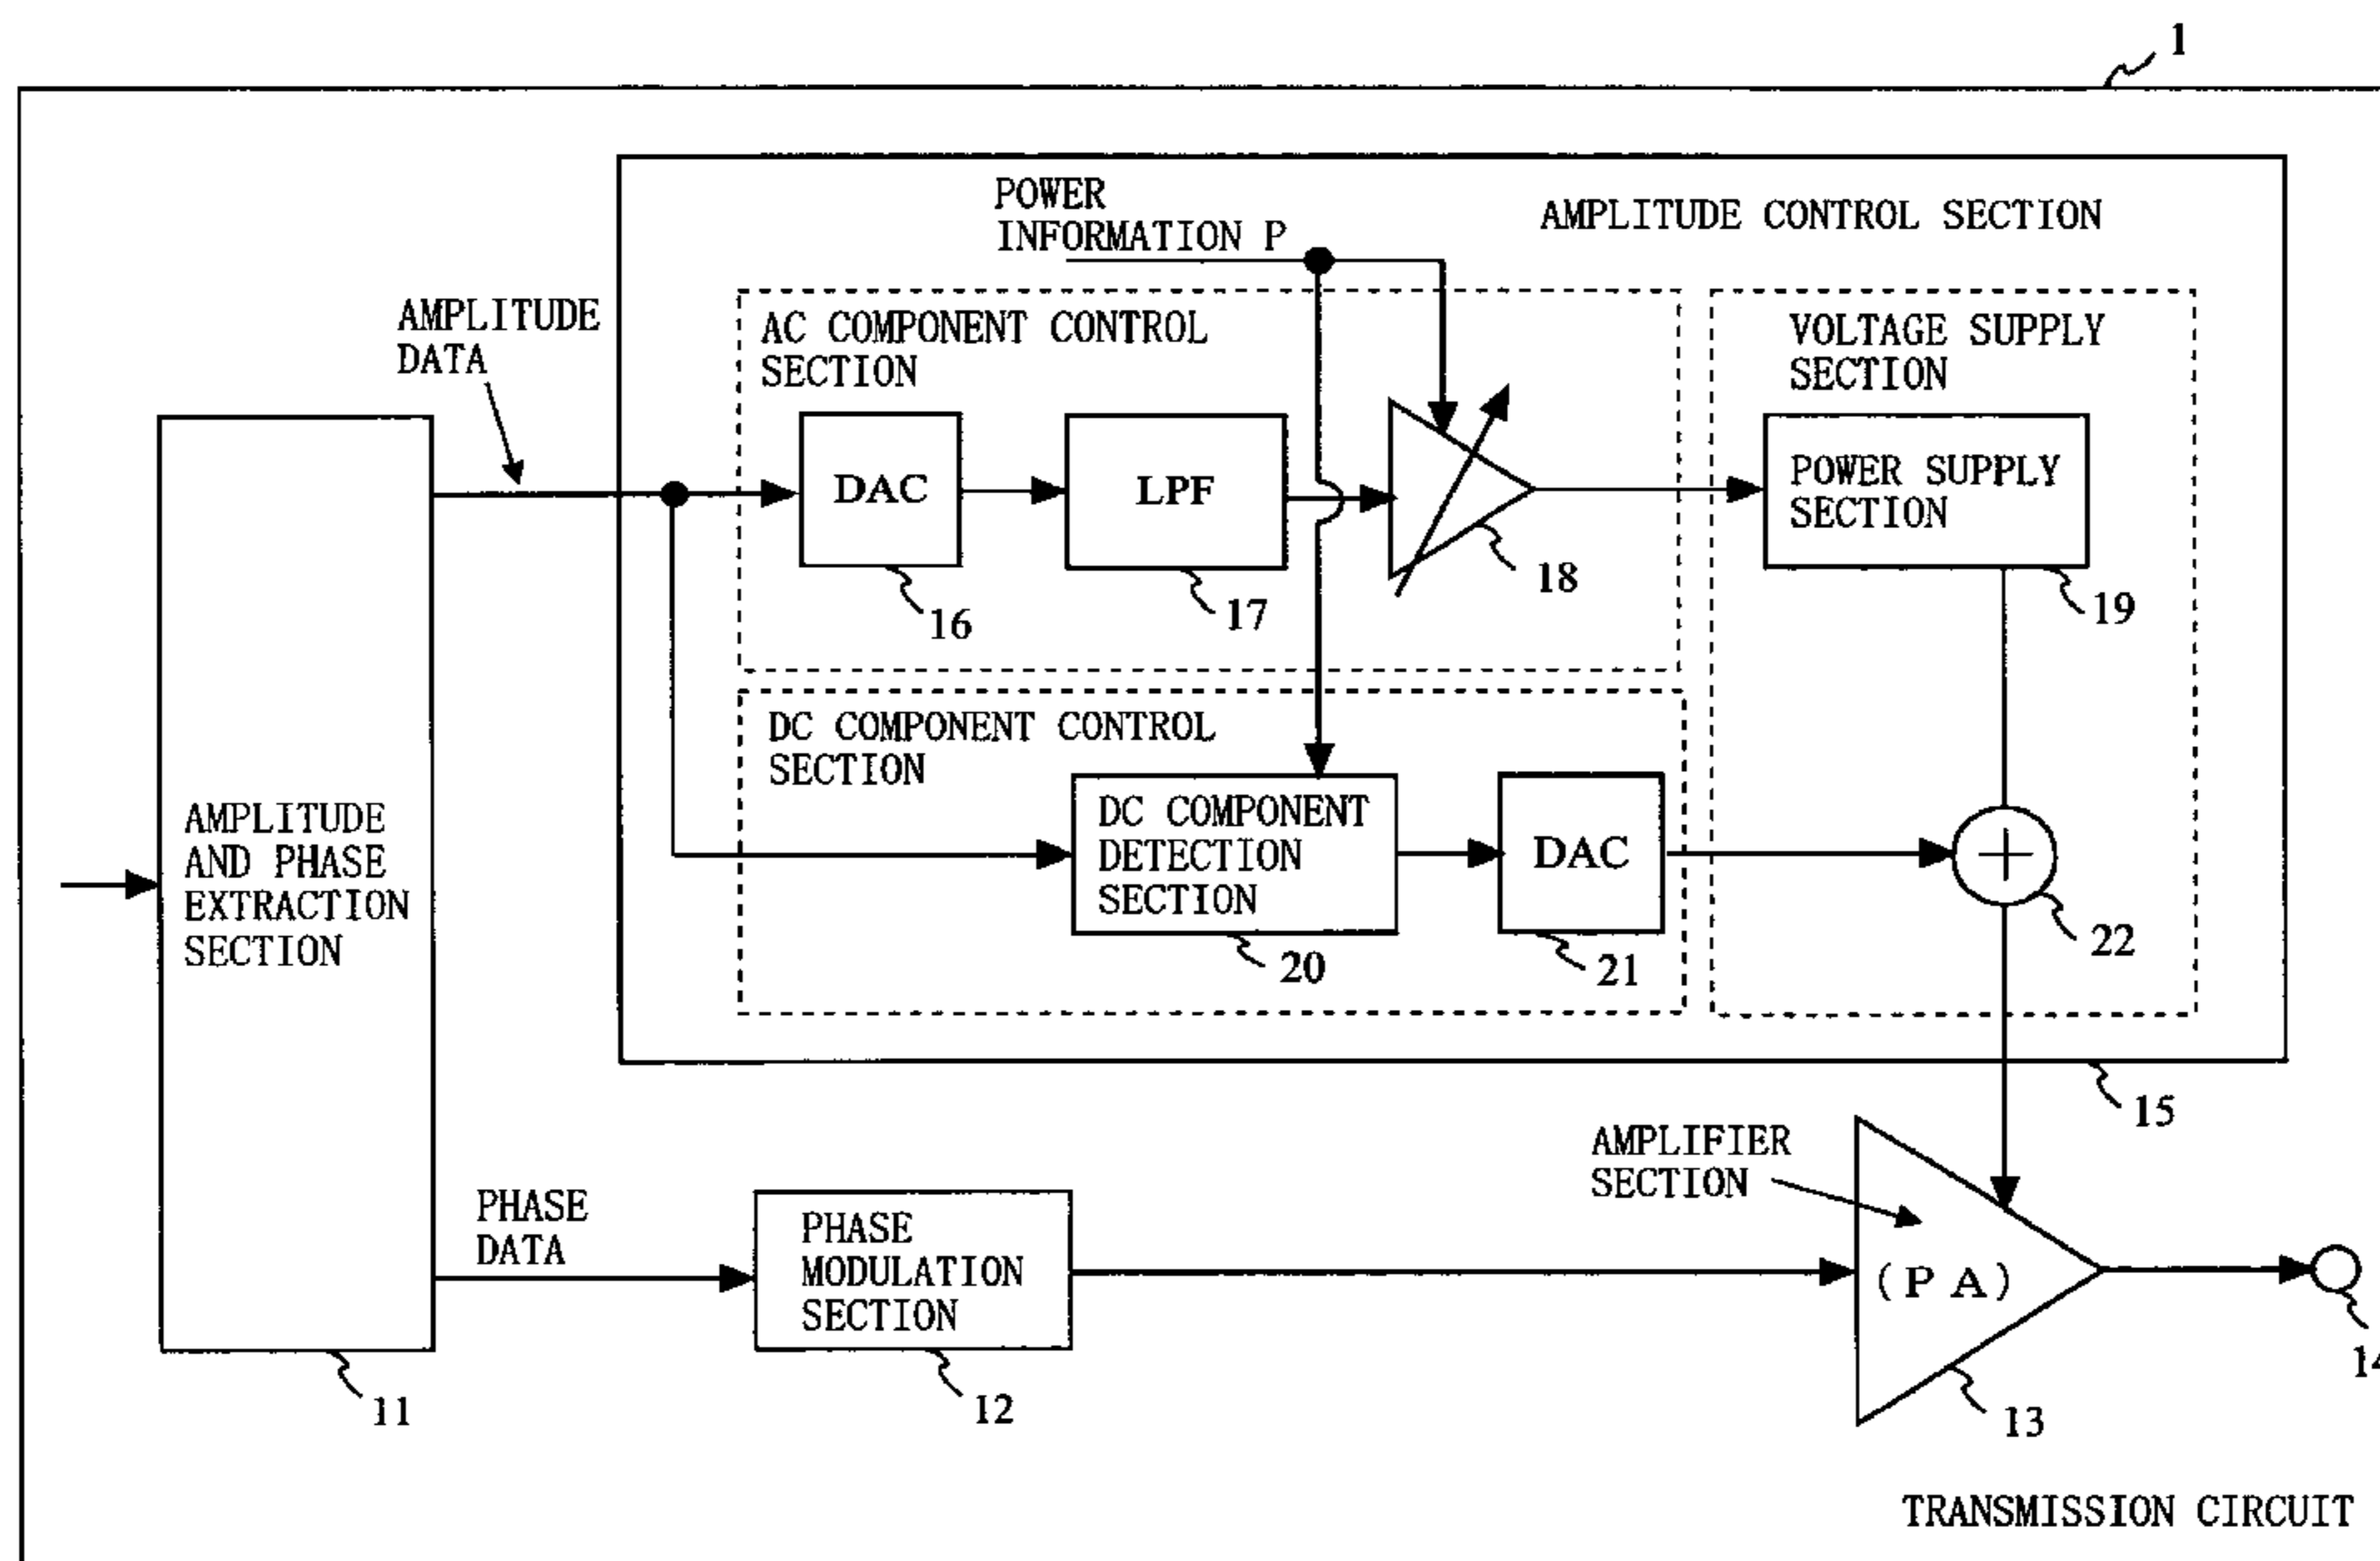 1
POWER
INFORMATION P
AMPLITUDE CONTROL SECTION
AMPLITUDE
DATA
AC COMPONENT CONTROL
SECTION
VOLTAGE SUPPLY
SECTION
DAC
LPF
POWER SUPPLY
SECTION
16
17
18
19
DC COMPONENT CONTROL
SECTION
AMPLITUDE
AND PHASE
EXTRACTION
SECTION
DC COMPONENT
DETECTION
SECTION
DAC
20
21
22
15
AMPLIFIER
SECTION
PHASE
DATA
PHASE
MODULATION
SECTION
(PA)
11
12
13
14
TRANSMISSION CIRCUIT